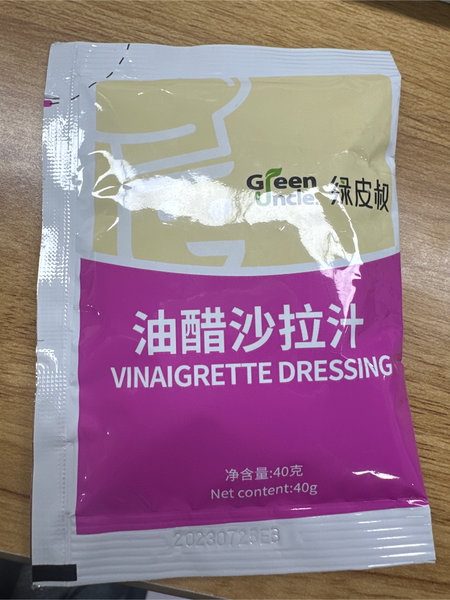 Green
Uncle. 绿皮叔
油醋沙拉汁
VINAIGRETTE DRESSING
净含量:40克
Net content:40g
20230723E3